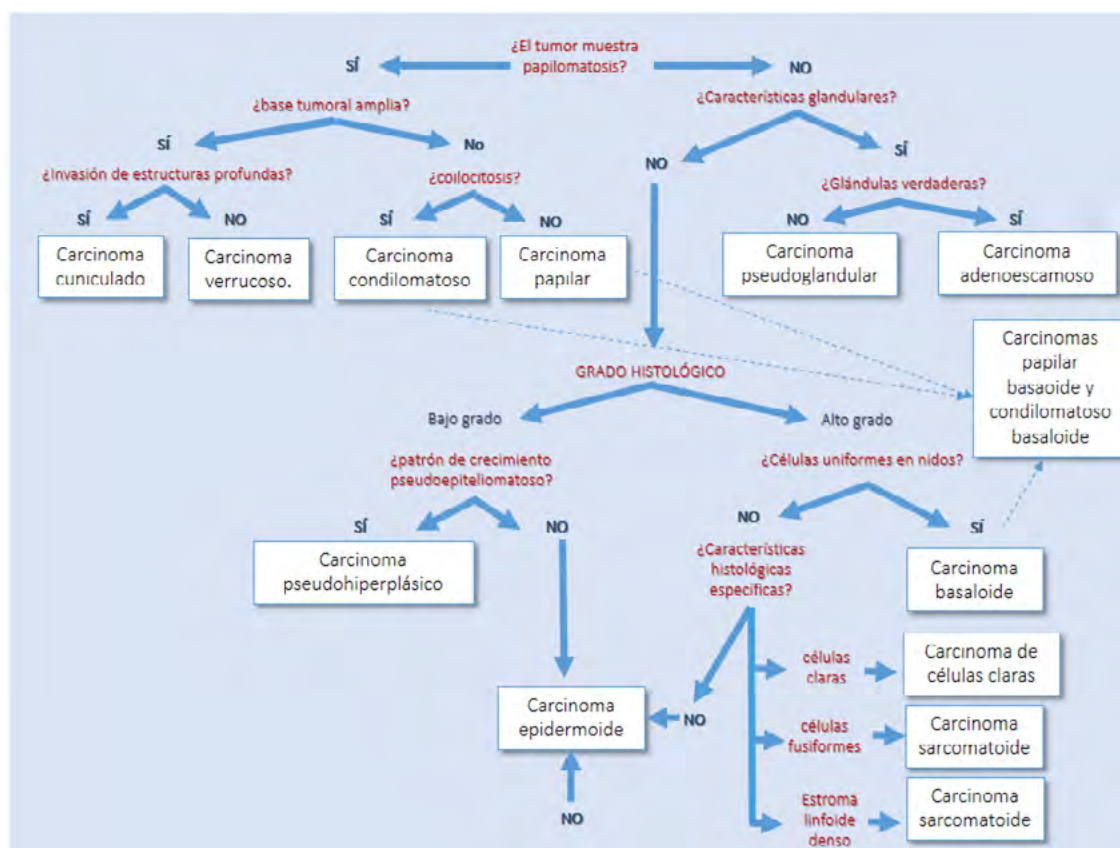 ¿El tumor muestra
papilomatosis?
SÍ
NO
¿base tumoral amplia?
¿Características glandulares?
SÍ
No
NO
SÍ
¿Invasión de estructuras profundas?
¿coilocitosis?
¿Glándulas verdaderas?
SÍ
NO
SÍ
NO
NO
SÍ
Carcinoma
cuniculado
Carcinoma
verrucoso.
Carcinoma
condilomatoso
Carcinoma
papilar
Carcinoma
pseudoglandular
Carcinoma
adenoescamoso
Carcinomas
papilar
basaoide y
condilomatoso
basaloide
GRADO HISTOLÓGICO
Bajo grado
Alto grado
¿patrón de crecimiento
pseudoepiteliomatoso?
¿Células uniformes en nidos?
SÍ
NO
NO
SÍ
Carcinoma
pseudohiperplásico
¿Características
histológicas
específicas?
Carcinoma
basaloide
células
claras
Carcinoma de
células claras
Carcinoma
epidermoide
NO
células
fusiformes
Carcinoma
sarcomatoide
NO
Estroma
linfoide
denso
Carcinoma
sarcomatoide